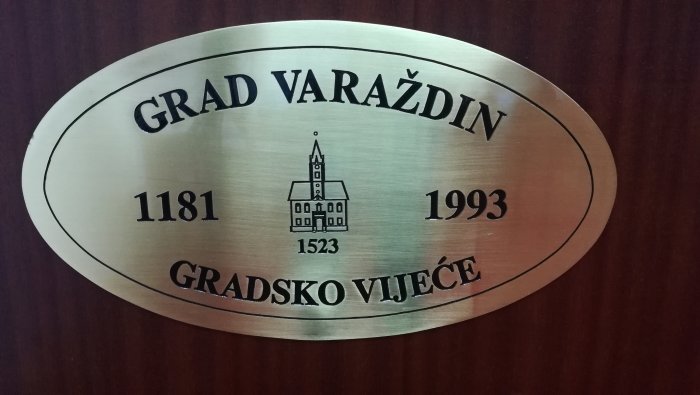 GRAD VARAŽDIN
1181
1993
1523
GRADSKO VIJEĆE